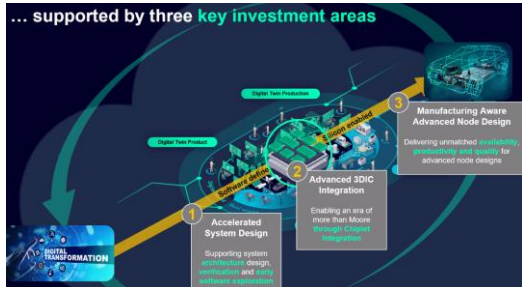 ... supported by three key investment areas
Digital Twin Production
Digital Twin Product
Software define
Silicon enabled
3
Manufacturing Aware
Advanced Node Design
Delivering unmatched availability,
productivity and quality for
advanced node designs
2
Advanced 3DIC
Integration
Enabling an era of
more than Moore
through Chiplet
Integration
1
Accelerated
System Design
Supporting system
architecture design,
verification and early
software exploration
DIGITAL
TRANSFORMATION